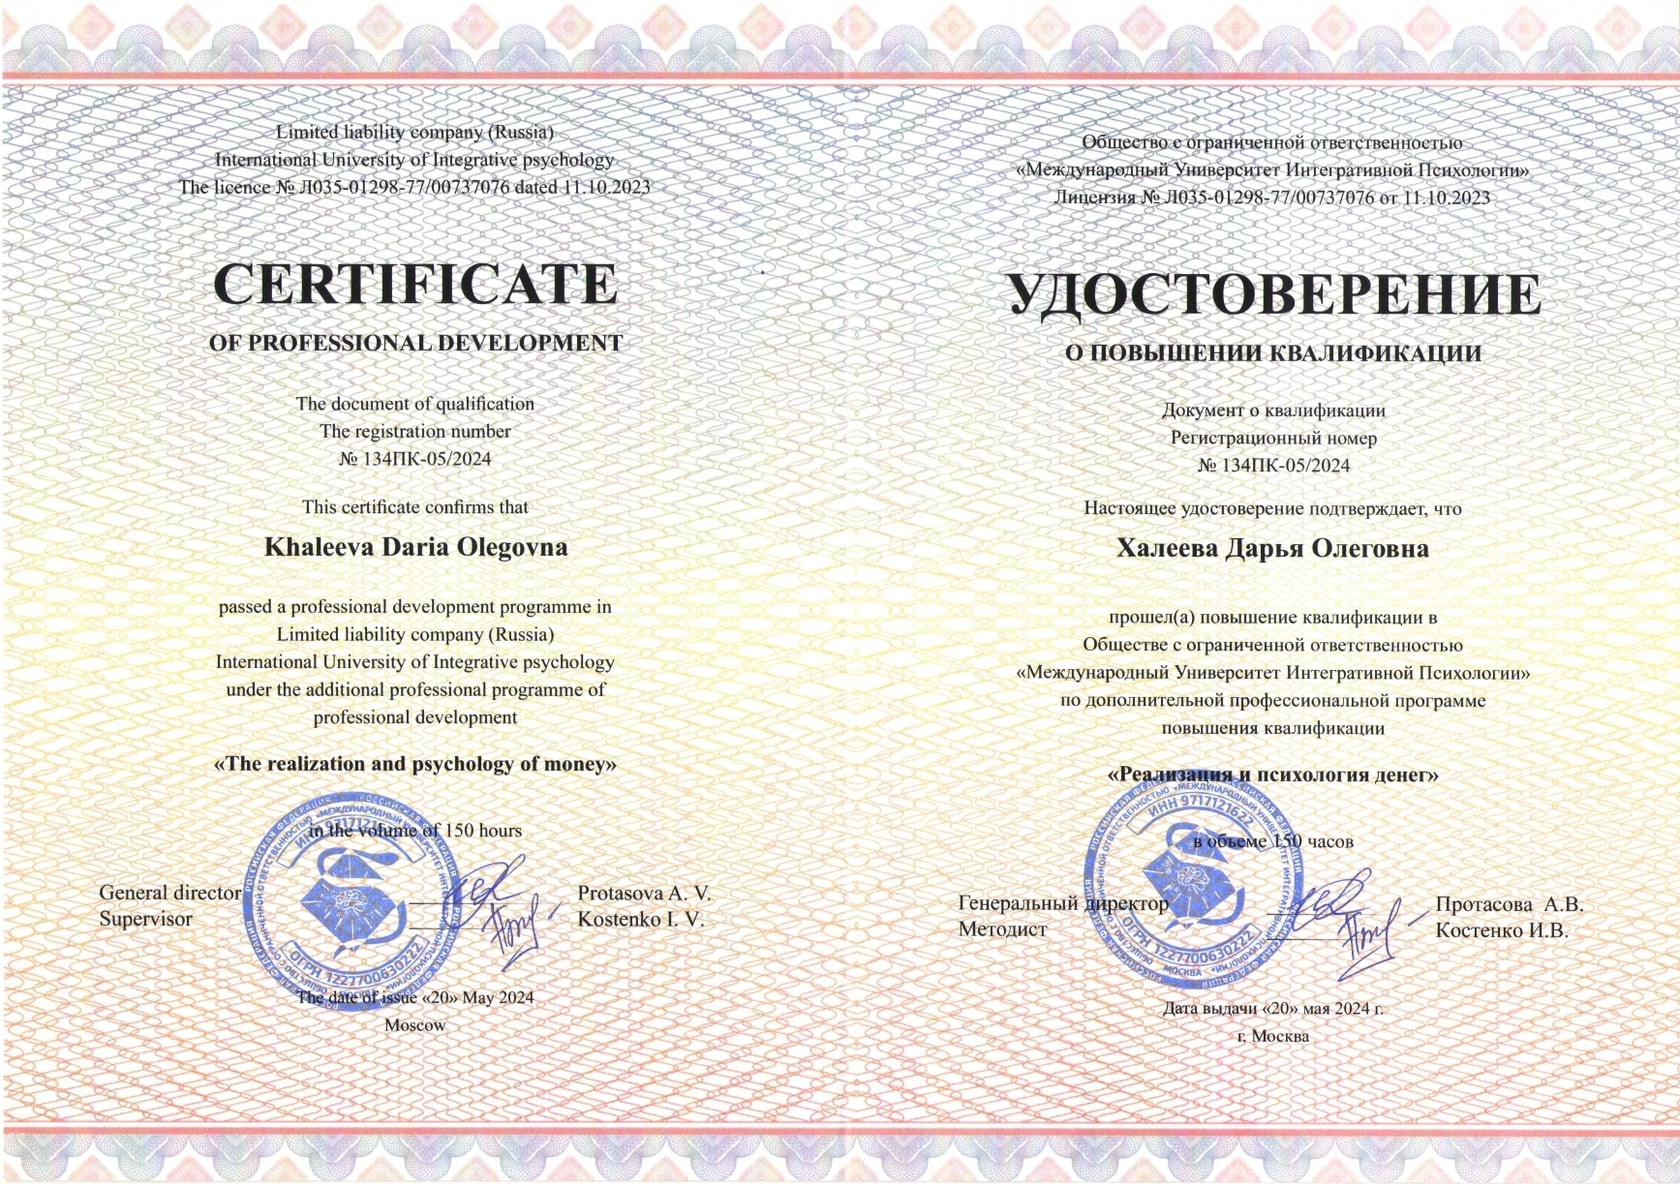 Limited liability company (Russia)
International University of Integrative psychology
The licence № Л035-01298-77/00737076 dated 11.10.2023
CERTIFICATE
OF PROFESSIONAL DEVELOPMENT
The document of qualification
The registration number
№ 134ПК-05/2024
This certificate confirms that
Khaleeva Daria Olegovna
passed a professional development programme in
Limited liability company (Russia)
International University of Integrative psychology
under the additional professional programme of
professional development
«The realization and psychology of money»
in the volume of 150 hours
General director
Protasova A. V.
Supervisor
Kostenko I. V.
ОГРН 1227700630222
МОСКВА
The date of issue «20» May 2024
Moscow
Общество с ограниченной ответственностью
«Международный Университет Интегративной Психологии»
Лицензия № Л035-01298-77/00737076 от 11.10.2023
УДОСТОВЕРЕНИЕ
О ПОВЫШЕНИИ КВАЛИФИКАЦИИ
Документ о квалификации
Регистрационный номер
№ 134ПК-05/2024
Настоящее удостоверение подтверждает, что
Халеева Дарья Олеговна
прошел(а) повышение квалификации в
Обществе с ограниченной ответственностью
«Международный Университет Интегративной Психологии»
по дополнительной профессиональной программе
повышения квалификации
«Реализация и психология денег»
ИНН 9717121622
в объеме 150 часов
Генеральный директор
Протасова А.В.
Методист
Костенко И.В.
ОГРН 1227700630222
МОСКВА
Дата выдачи «20» мая 2024 г.
г. Москва